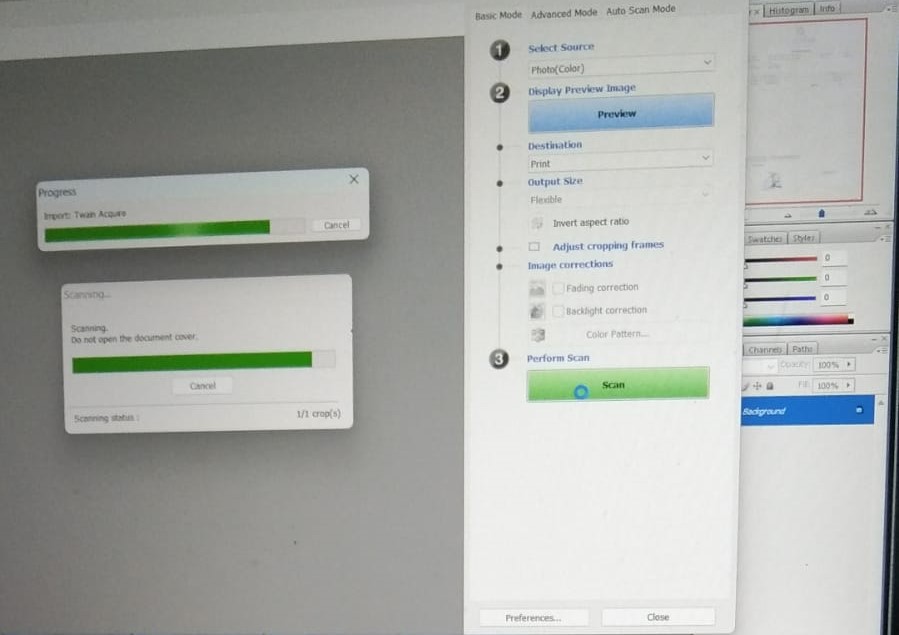 Progress
Import: Twain Acquire
Cancel
Scanning...
Scanning.
Do not open the document cover.
Cancel
Scanning status :
1/1 crop(s)
Basic Mode Advanced Mode Auto Scan Mode
1 Select Source
Photo(Color)
2 Display Preview Image
Preview
Destination
Print
Output Size
Flexible
Invert aspect ratio
Adjust cropping frames
Image corrections
Fading correction
Backlight correction
Color Pattern...
3 Perform Scan
Scan
Preferences...
Close
Histogram Info
Swatches Styles
0
0
0
Channels Paths
Opacity: 100%
Fill: 100%
Background